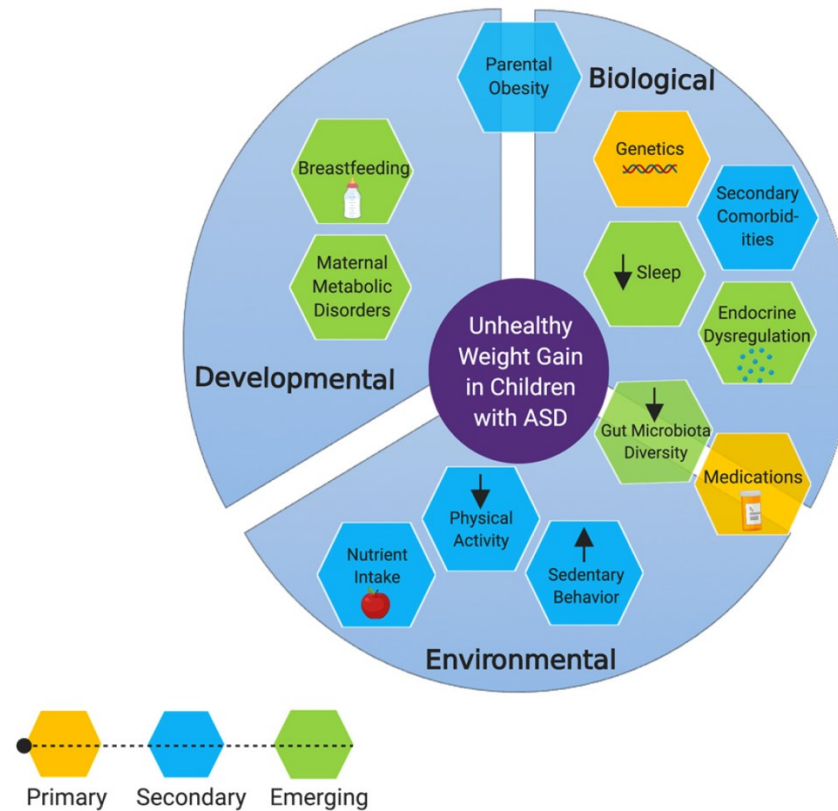 Parental
Obesity
Biological
Breastfeeding
Genetics
Secondary
Comorbid-
ities
Maternal
Metabolic
Disorders
Sleep
Endocrine
Dysregulation
Unhealthy
Weight Gain
in Children
with ASD
Developmental
Gut Microbiota
Diversity
Medications
Physical
Activity
Nutrient
Intake
Sedentary
Behavior
Environmental
Primary
Secondary
Emerging